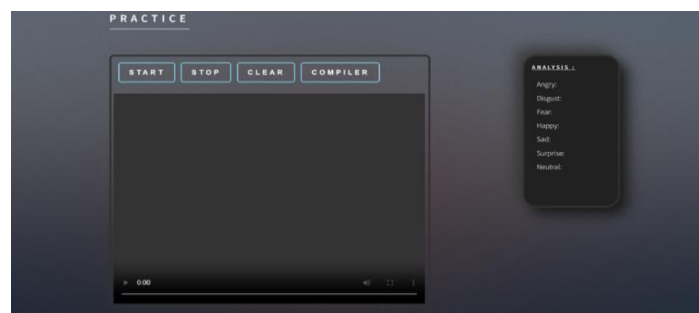 PRACTICE
START STOP CLEAR COMPILER
0:00
ANALYSIS :
Angry:
Disgust:
Fear:
Happy:
Sad:
Surprise:
Neutral: